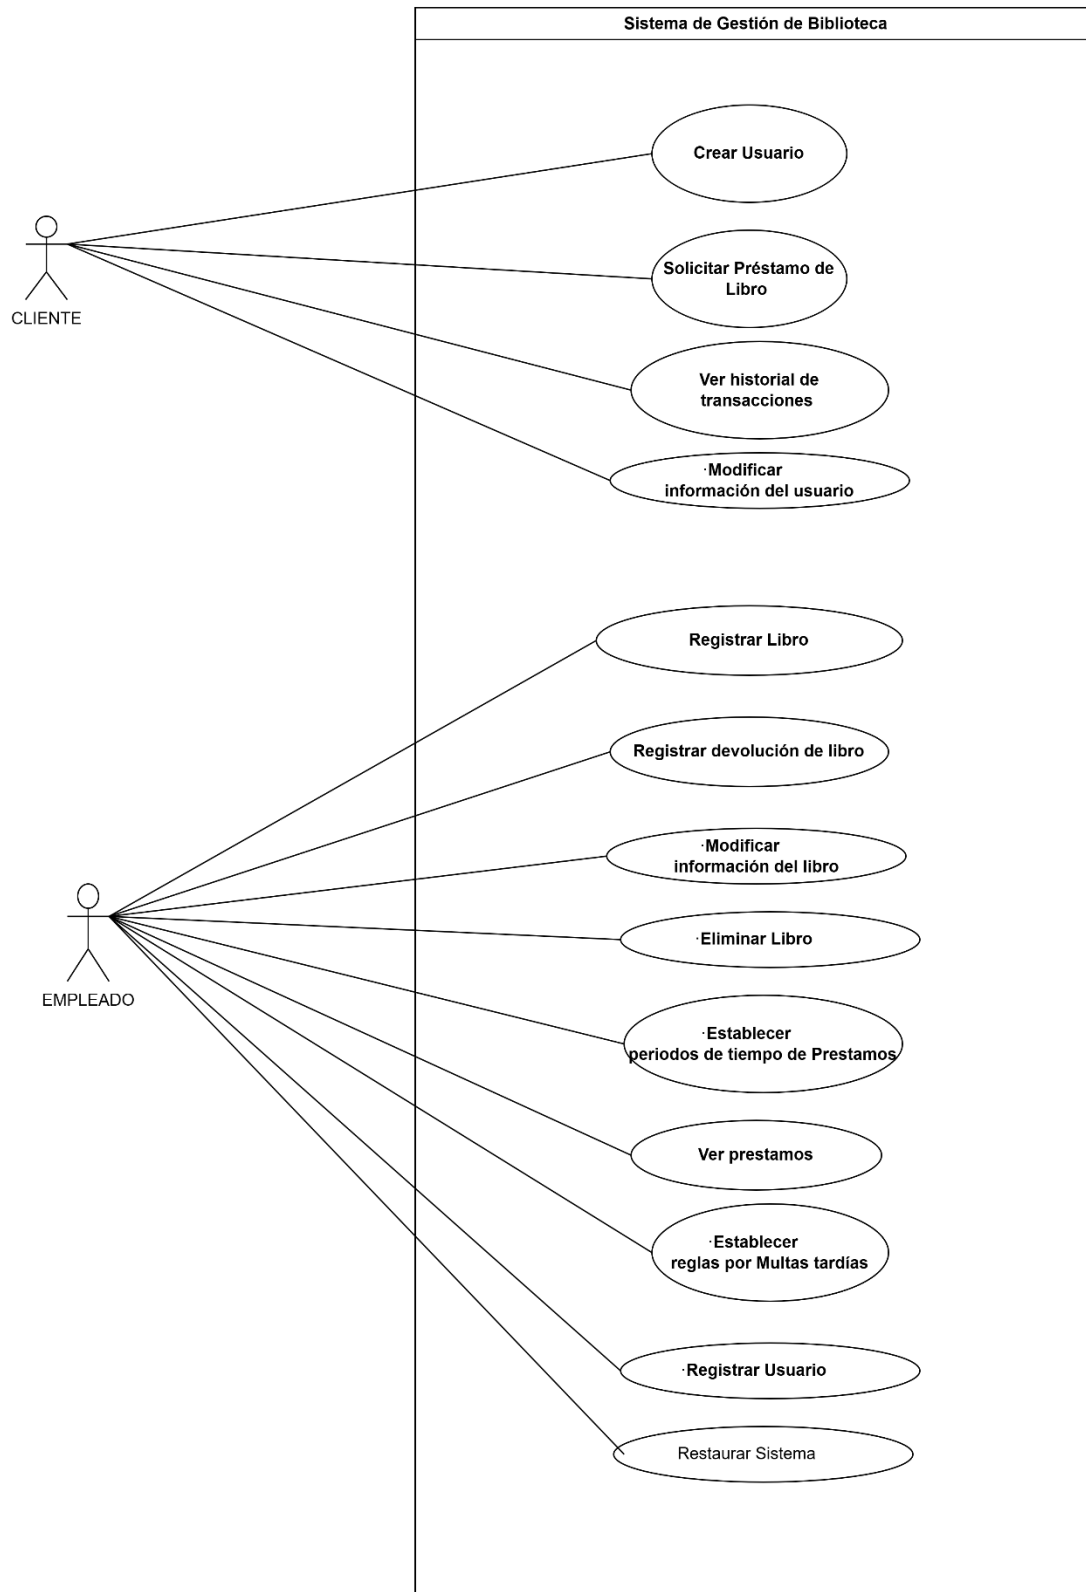 Sistema de Gestión de Biblioteca
Crear Usuario
Solicitar Préstamo de
Libro
CLIENTE
Ver historial de
transacciones
·Modificar
información del usuario
Registrar Libro
Registrar devolución de libro
·Modificar
información del libro
·Eliminar Libro
EMPLEADO
·Establecer
periodos de tiempo de Prestamos
Ver prestamos
·Establecer
reglas por Multas tardías
·Registrar Usuario
Restaurar Sistema